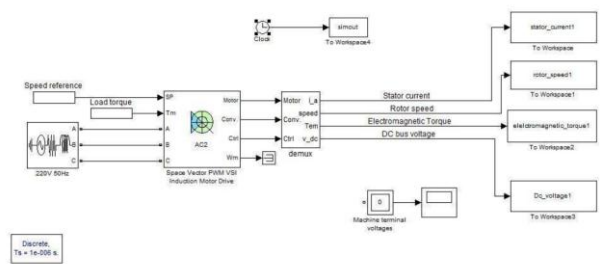 Clock
simout
To Workspace4
stator_current1
To Workspace
Speed reference
Load torque
SP
Tm
A
B
C
A
B
C
AC2
Motor
Conv.
Ctrl
Wm
Space Vector PWM VSI
Induction Motor Drive
220V 50Hz
Motor
Conv.
Ctrl
I_a
speed
Tem
v_dc
demux
Stator current
Rotor speed
Electromagnetic Torque
DC bus voltage
rotor_speed1
To Workspace1
To Workspace2
Dc_voltage1
To Workspace3
0
Machine terminal
voltages
Discrete,
Ts = 1e-006 s.